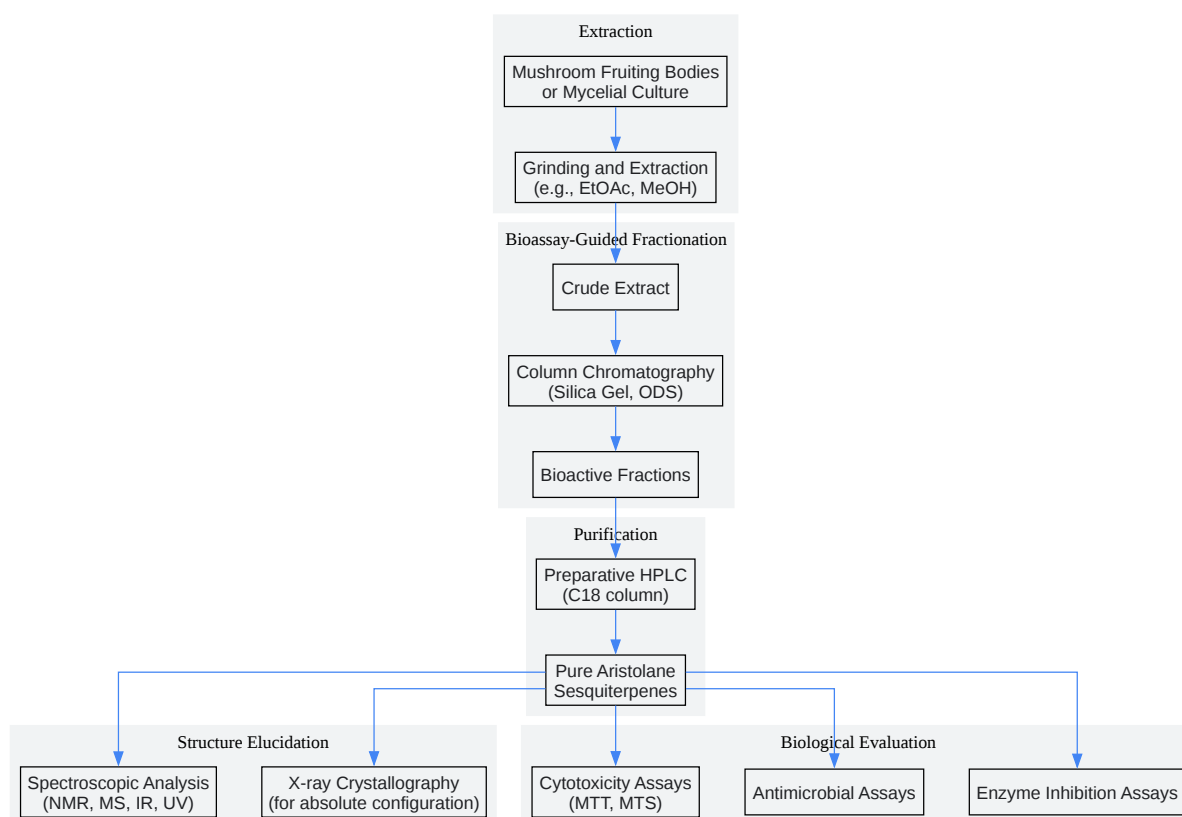 Extraction
Mushroom Fruiting Bodies
or Mycelial Culture
Grinding and Extraction
(e.g., EtOAc, MeOH)
Bioassay-Guided Fractionation
Crude Extract
Column Chromatography
(Silica Gel, ODS)
Bioactive Fractions
Purification
Preparative HPLC
(C18 column)
Pure Aristolane
Sesquiterpenes
Structure Elucidation
Spectroscopic Analysis
(NMR, MS, IR, UV)
X-ray Crystallography
(for absolute configuration)
Biological Evaluation
Cytotoxicity Assays
(MTT, MTS)
Antimicrobial Assays
Enzyme Inhibition Assays